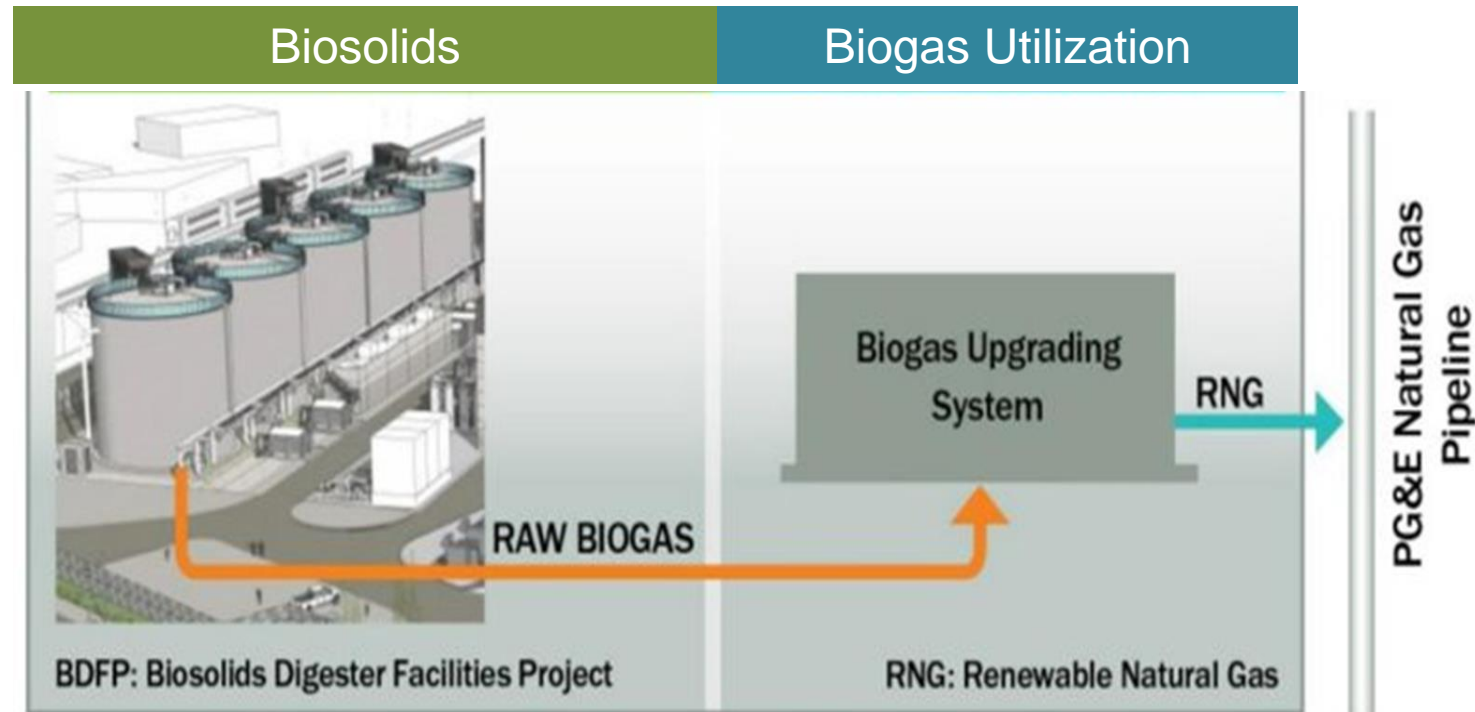 Biosolids
Biogas Utilization
Biogas Upgrading
System
RNG
RAW BIOGAS
BDFP: Biosolids Digester Facilities Project
RNG: Renewable Natural Gas
PG&E Natural Gas
Pipeline